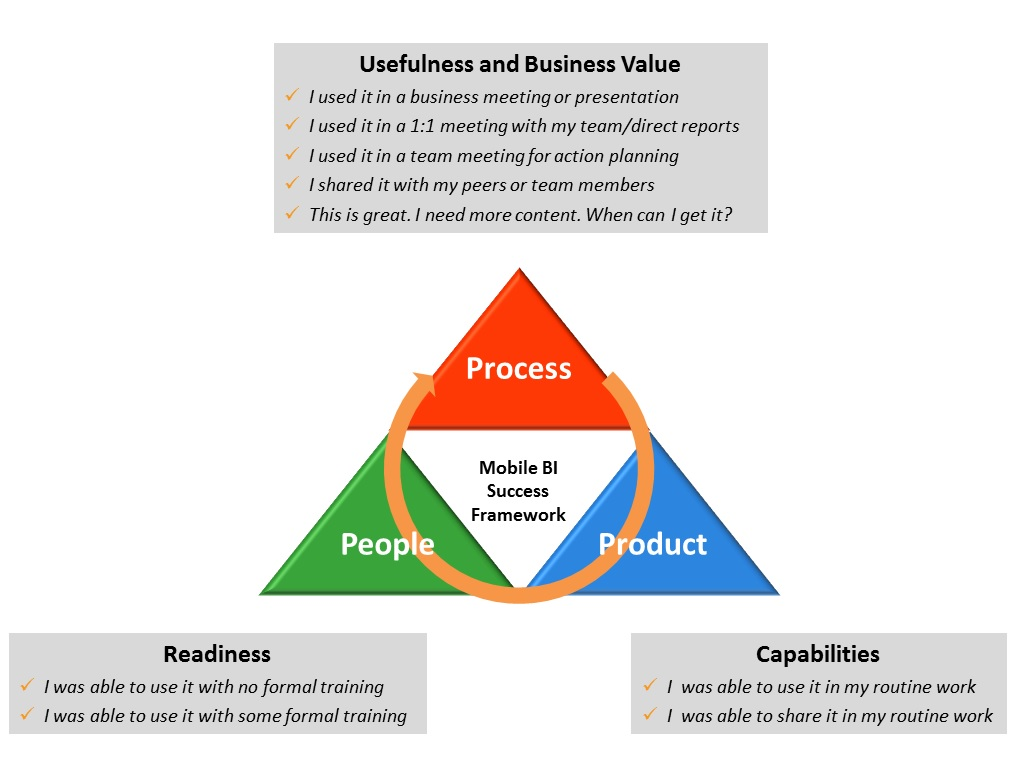 Usefulness and Business Value
✓ I used it in a business meeting or presentation
✓ I used it in a 1:1 meeting with my team/direct reports
✓ I used it in a team meeting for action planning
✓ I shared it with my peers or team members
✓ This is great. I need more content. When can I get it?
Process
Mobile BI
Success
Framework
People
Product
Readiness
✓ I was able to use it with no formal training
✓ I was able to use it with some formal training
Capabilities
✓ I was able to use it in my routine work
✓ I was able to share it in my routine work